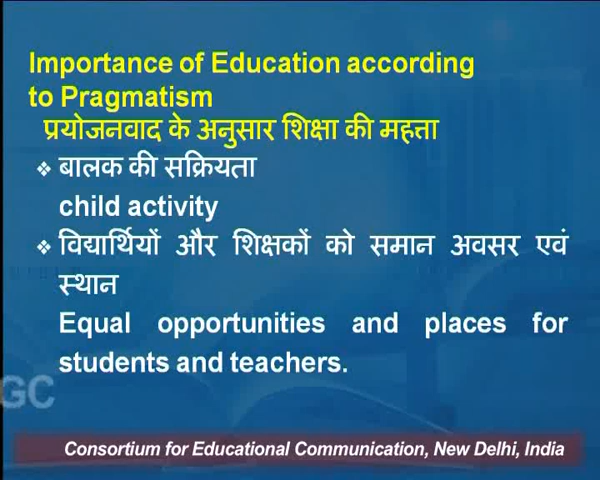 Importance of Education according
to Pragmatism
प्रयोजनवाद के अनुसार शिक्षा की महत्ता
❖ बालक की सक्रियता
child activity
❖ विद्यार्थियों और शिक्षकों को समान अवसर एवं
स्थान
Equal opportunities and places for
students and teachers.
GC
Consortium for Educational Communication, New Delhi, India